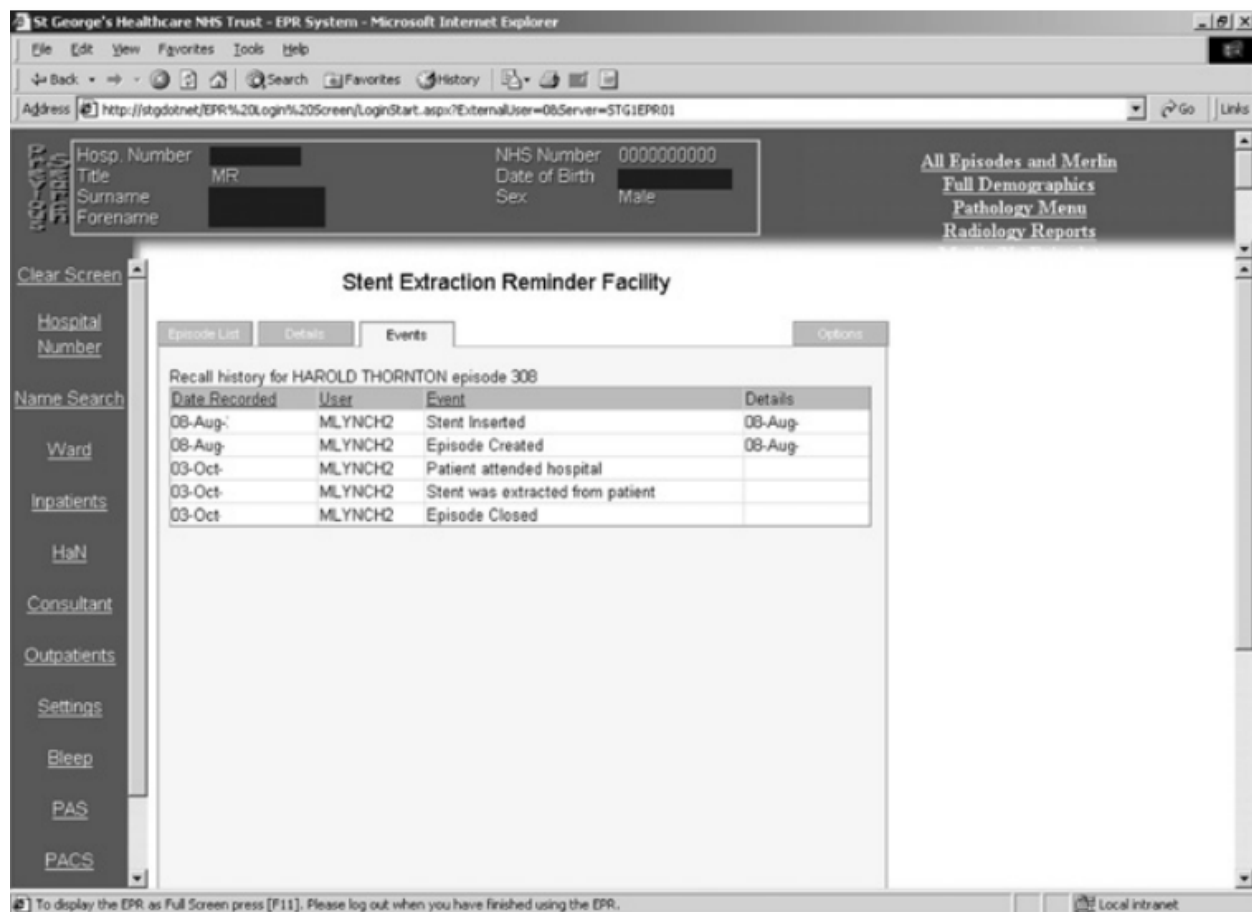 St George's Healthcare NHS Trust - EPR System - Microsoft Internet Explorer
File Edit View Favorites Tools Help
Back Search Favorites History
Address http://stgdotnet/EPR%20Login%20Screen/LoginStart.aspx?ExternalUser=0&Server=STG1EPR01 Go Links
Hosp. Number NHS Number 0000000000
Title MR Date of Birth
Surname Sex Male
Forename
All Episodes and Merlin
Full Demographics
Pathology Menu
Radiology Reports
Clear Screen
Hospital
Number
Name Search
Ward
Inpatients
HaN
Consultant
Outpatients
Settings
Bleep
PAS
PACS
Stent Extraction Reminder Facility
Episode List Details Events Options
Recall history for HAROLD THORNTON episode 308
Date Recorded User Event Details
08-Aug- MLYNCH2 Stent Inserted 08-Aug-
08-Aug- MLYNCH2 Episode Created 08-Aug-
03-Oct- MLYNCH2 Patient attended hospital
03-Oct- MLYNCH2 Stent was extracted from patient
03-Oct MLYNCH2 Episode Closed
To display the EPR as Full Screen press [F11]. Please log out when you have finished using the EPR. Local intranet